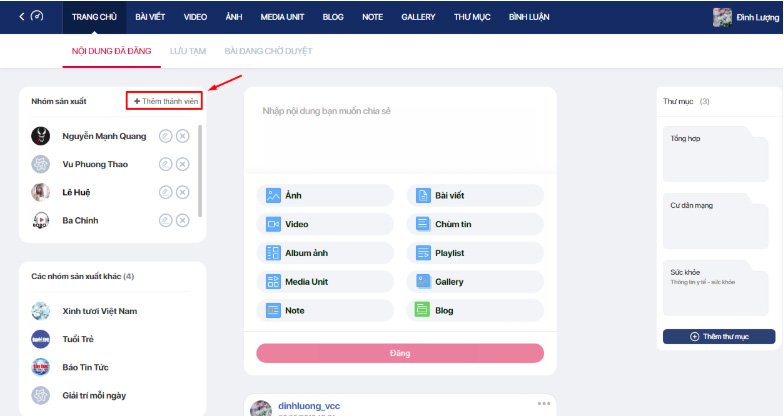 TRANG CHỦ
BÀI VIẾT
VIDEO
ẢNH
MEDIA UNIT
BLOG
NOTE
GALLERY
THƯ MỤC
BÌNH LUẬN
Đình Lượng
NỘI DUNG ĐÃ ĐĂNG
LƯU TẠM
BÀI ĐANG CHỜ DUYỆT
Nhóm sản xuất
+ Thêm thành viên
Nguyễn Mạnh Quang
Vu Phuong Thao
Lê Huệ
Ba Chính
Các nhóm sản xuất khác (4)
Xinh tươi Việt Nam
Tuổi Trẻ
Báo Tin Tức
Giải trí mỗi ngày
Nhập nội dung bạn muốn chia sẻ
Ảnh
Bài viết
Video
Chùm tin
Album ảnh
Playlist
Media Unit
Gallery
Note
Blog
Đăng
dinhluong_vcc
Thư mục (3)
Tổng hợp
Cư dân mạng
Sức khỏe
Thông tin y tế - sức khỏe
Thêm thư mục